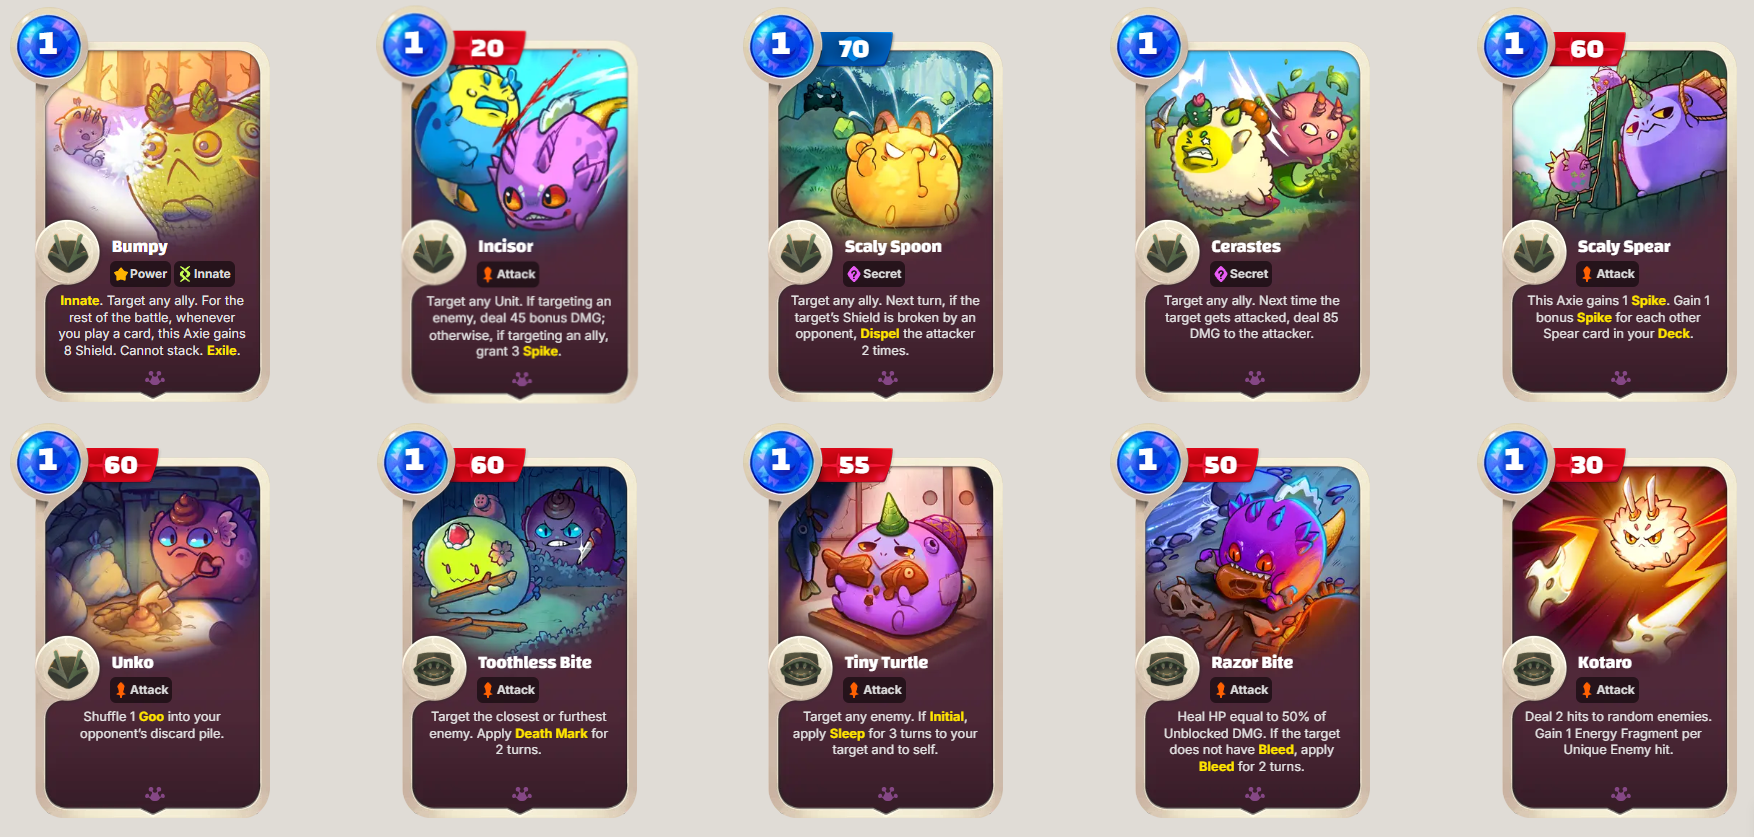 1
Bumpy
Power Innate
Innate. Target any ally. For the
rest of the battle, whenever
you play a card, this Axie gains
8 Shield. Cannot stack. Exile.
1 20
Incisor
Attack
Target any Unit. If targeting an
enemy, deal 45 bonus DMG;
otherwise, if targeting an ally,
grant 3 Spike.
1 70
Scaly Spoon
Secret
Target any ally. Next turn, if the
target's Shield is broken by an
opponent, Dispel the attacker
2 times.
1
Cerastes
Secret
Target any ally. Next time the
target gets attacked, deal 85
DMG to the attacker.
1 60
Scaly Spear
Attack
This Axie gains 1 Spike. Gain 1
bonus Spike for each other
Spear card in your Deck.
1 60
Unko
Attack
Shuffle 1 Goo into your
opponent's discard pile.
1 60
Toothless Bite
Attack
Target the closest or furthest
enemy. Apply Death Mark for
2 turns.
1 55
Tiny Turtle
Attack
Target any enemy. If Initial,
apply Sleep for 3 turns to your
target and to self.
1 50
Razor Bite
Attack
Heal HP equal to 50% of
Unblocked DMG. If the target
does not have Bleed, apply
Bleed for 2 turns.
1 30
Kotaro
Attack
Deal 2 hits to random enemies.
Gain 1 Energy Fragment per
Unique Enemy hit.